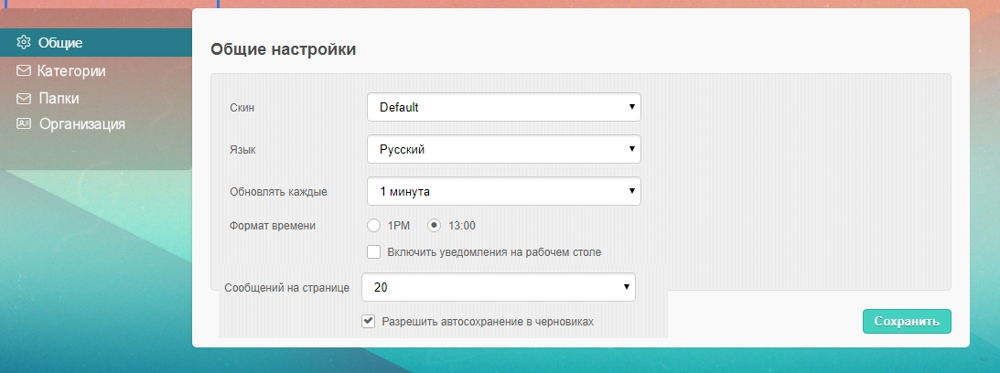 Общие
Категории
Папки
Организация
Общие настройки
Скин Default
Язык Русский
Обновлять каждые 1 минута
Формат времени 1PM 13:00
Включить уведомления на рабочем столе
Сообщений на странице 20
Разрешить автосохранение в черновиках
Сохранить